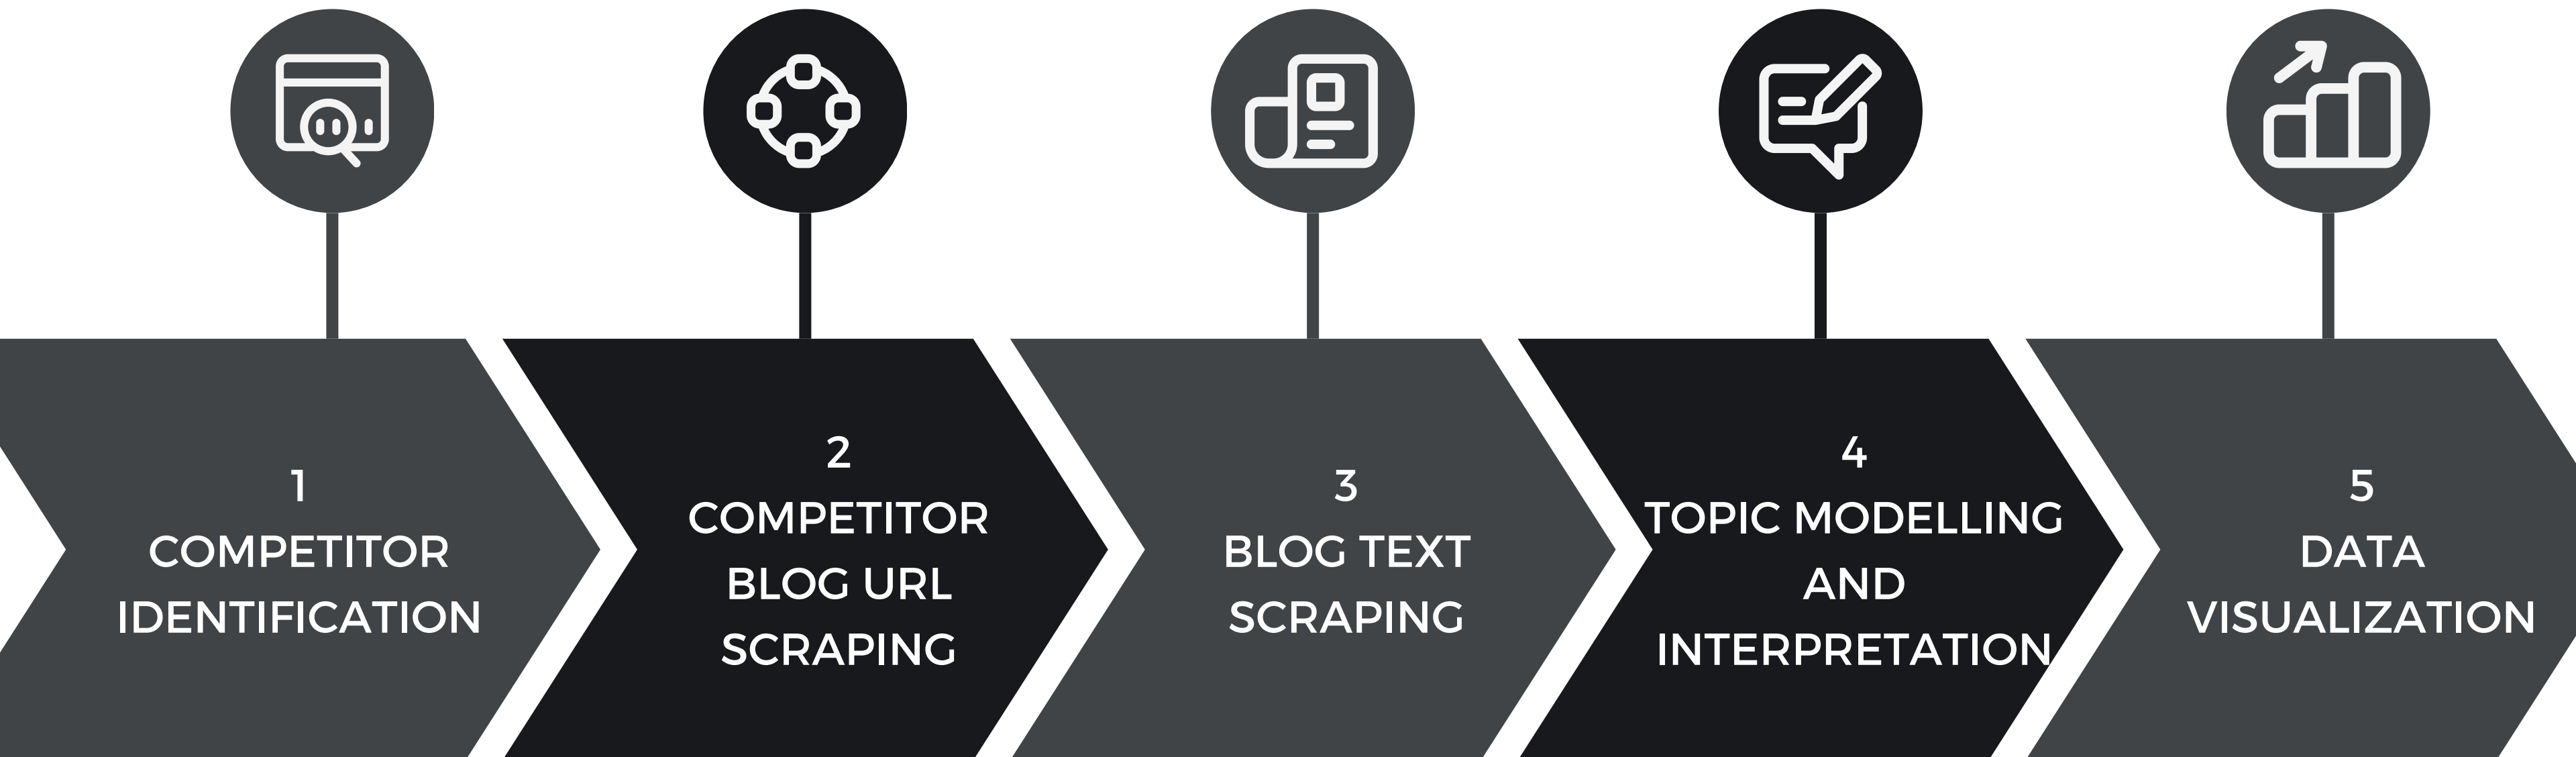 1
COMPETITOR
IDENTIFICATION
2
COMPETITOR
BLOG URL
SCRAPING
3
BLOG TEXT
SCRAPING
4
TOPIC MODELLING
AND
INTERPRETATION
5
DATA
VISUALIZATION